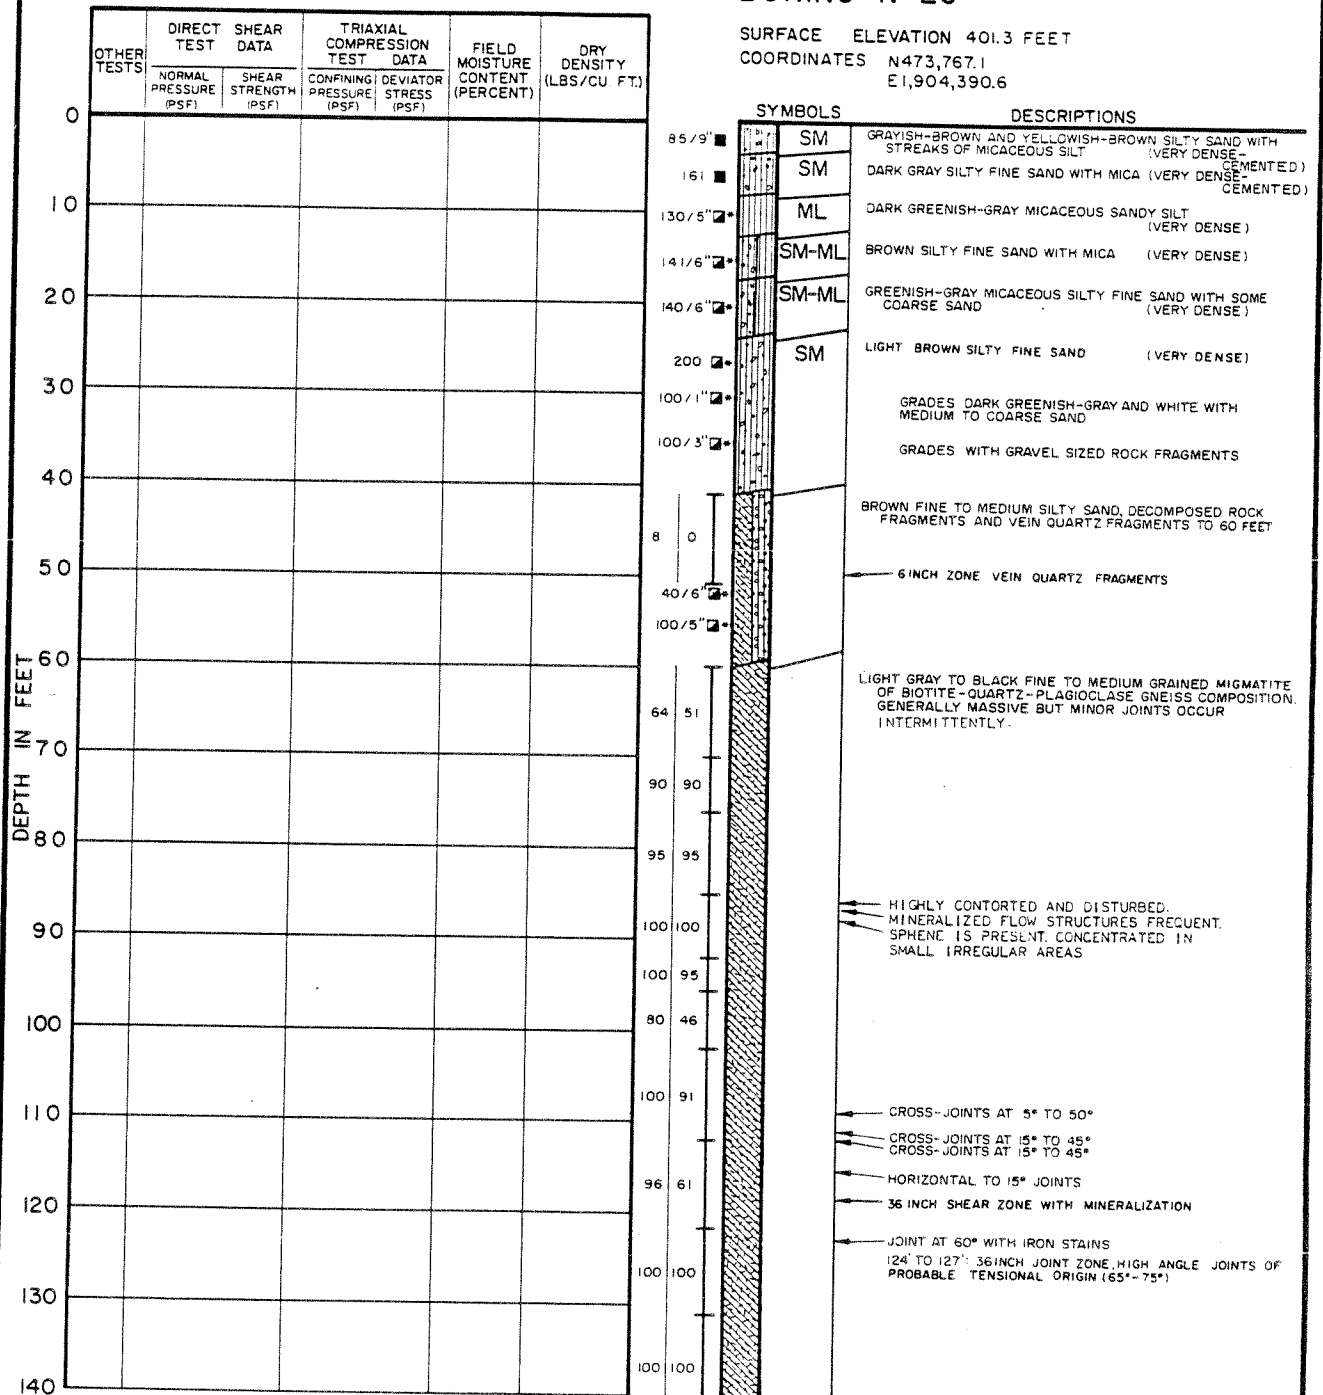 SURFACE ELEVATION 401.3 FEET
COORDINATES N473,767.1
E1,904,390.6
OTHER TESTS
DIRECT SHEAR TEST DATA
NORMAL PRESSURE (PSF)
SHEAR STRENGTH (PSF)
TRIAXIAL COMPRESSION TEST DATA
CONFINING PRESSURE (PSF)
DEVIATOR STRESS (PSF)
FIELD MOISTURE CONTENT (PERCENT)
DRY DENSITY (LBS/CU. FT.)
SYMBOLS
DESCRIPTIONS
DEPTH IN FEET
0
10
20
30
40
50
60
70
80
90
100
110
120
130
140
85/9"
161
130/5" *
141/6" *
140/6" *
200 *
100/1" *
100/3" *
8 0
40/6" *
100/5" *
64 51
90 90
95 95
100 100
100 95
80 46
100 91
96 61
100 100
100 100
SM
SM
ML
SM-ML
SM-ML
SM
GRAYISH-BROWN AND YELLOWISH-BROWN SILTY SAND WITH
STREAKS OF MICACEOUS SILT (VERY DENSE-
CEMENTED)
DARK GRAY SILTY FINE SAND WITH MICA (VERY DENSE-
CEMENTED)
DARK GREENISH-GRAY MICACEOUS SANDY SILT
(VERY DENSE)
BROWN SILTY FINE SAND WITH MICA (VERY DENSE)
GREENISH-GRAY MICACEOUS SILTY FINE SAND WITH SOME
COARSE SAND (VERY DENSE)
LIGHT BROWN SILTY FINE SAND (VERY DENSE)
GRADES DARK GREENISH-GRAY AND WHITE WITH
MEDIUM TO COARSE SAND
GRADES WITH GRAVEL SIZED ROCK FRAGMENTS
BROWN FINE TO MEDIUM SILTY SAND, DECOMPOSED ROCK
FRAGMENTS AND VEIN QUARTZ FRAGMENTS TO 60 FEET
6 INCH ZONE VEIN QUARTZ FRAGMENTS
LIGHT GRAY TO BLACK FINE TO MEDIUM GRAINED MIGMATITE
OF BIOTITE-QUARTZ-PLAGIOCLASE GNEISS COMPOSITION.
GENERALLY MASSIVE BUT MINOR JOINTS OCCUR
INTERMITTENTLY.
HIGHLY CONTORTED AND DISTURBED.
MINERALIZED FLOW STRUCTURES FREQUENT.
SPHENE IS PRESENT. CONCENTRATED IN
SMALL IRREGULAR AREAS
CROSS-JOINTS AT 5° TO 50°
CROSS-JOINTS AT 15° TO 45°
CROSS-JOINTS AT 15° TO 45°
HORIZONTAL TO 15° JOINTS
36 INCH SHEAR ZONE WITH MINERALIZATION
JOINT AT 60° WITH IRON STAINS
124' TO 127': 36 INCH JOINT ZONE, HIGH ANGLE JOINTS OF
PROBABLE TENSIONAL ORIGIN (65°-75°)